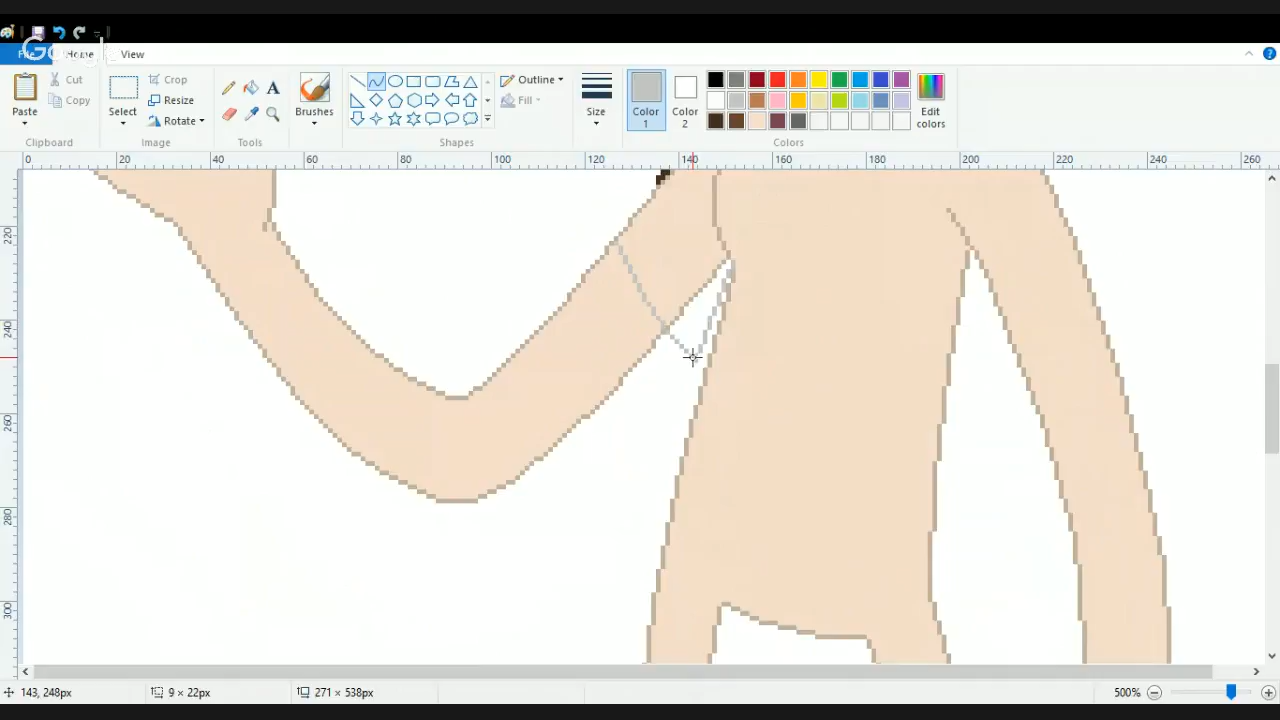 Google
File Home View
Paste
Cut
Copy
Clipboard
Select
Crop
Resize
Rotate
Image
A
Tools
Brushes
Outline
Fill
Shapes
Size
Color 1
Color 2
Edit colors
Colors
0 20 40 60 80 100 120 140 160 180 200 220 240 260
220
240
260
280
300
143, 248px 9 × 22px 271 × 538px 500%